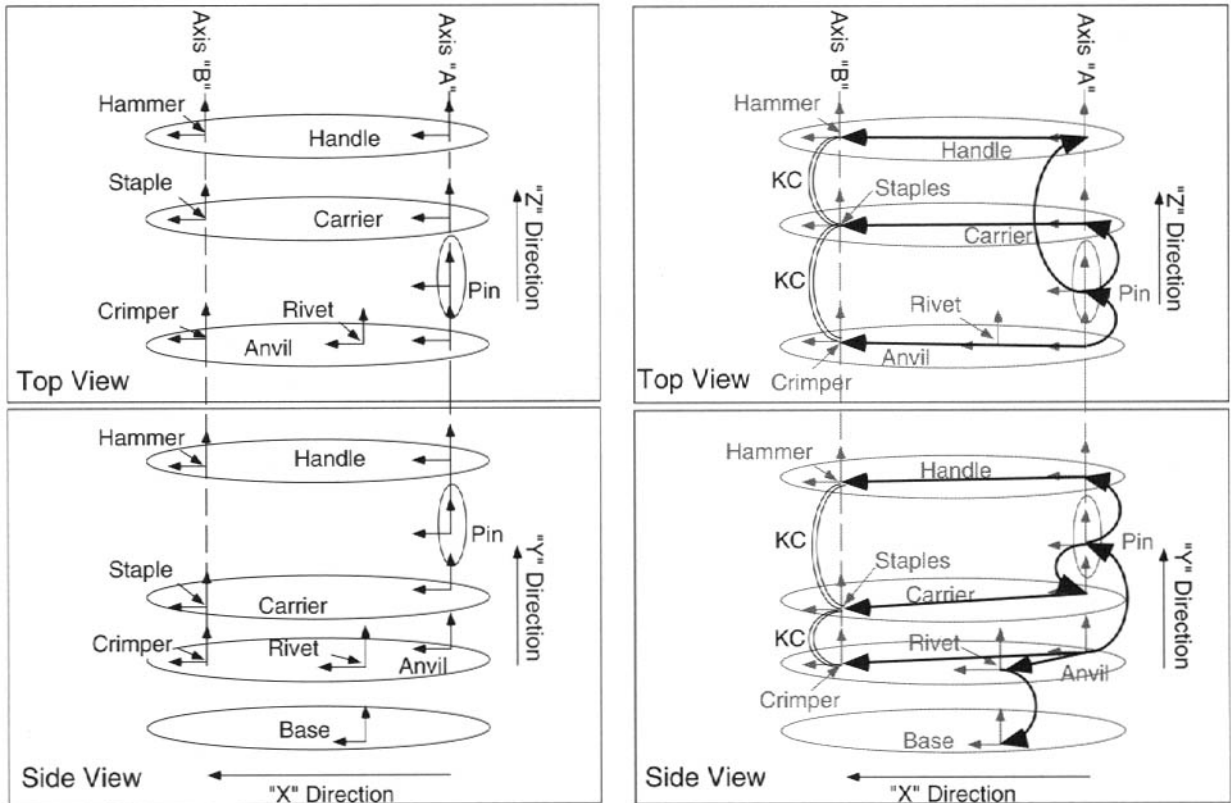 Axis "B"
Axis "A"
Hammer
Handle
Staple
Carrier
"Z" Direction
Pin
Crimper
Rivet
Anvil
Top View
Hammer
Handle
Pin
"Y" Direction
Staple
Carrier
Crimper
Rivet
Anvil
Base
Side View
"X" Direction
Axis "B"
Axis "A"
Hammer
Handle
KC
Staples
Carrier
"Z" Direction
KC
Pin
Rivet
Anvil
Top View
Crimper
Hammer
Handle
KC
Pin
"Y" Direction
Staples
Carrier
KC
Rivet
Anvil
Crimper
Base
Side View
"X" Direction